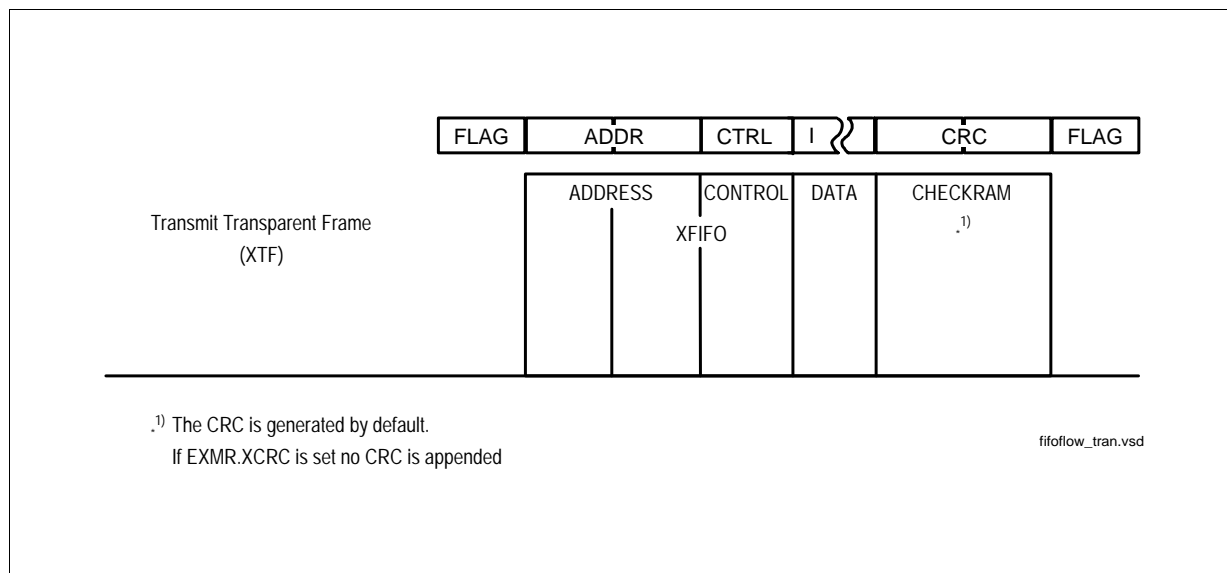 FLAG ADDR CTRL I CRC FLAG
ADDRESS CONTROL DATA CHECKRAM
.1)
XFIFO
Transmit Transparent Frame
(XTF)
.1) The CRC is generated by default.
If EXMR.XCRC is set no CRC is appended
fifoflow_tran.vsd